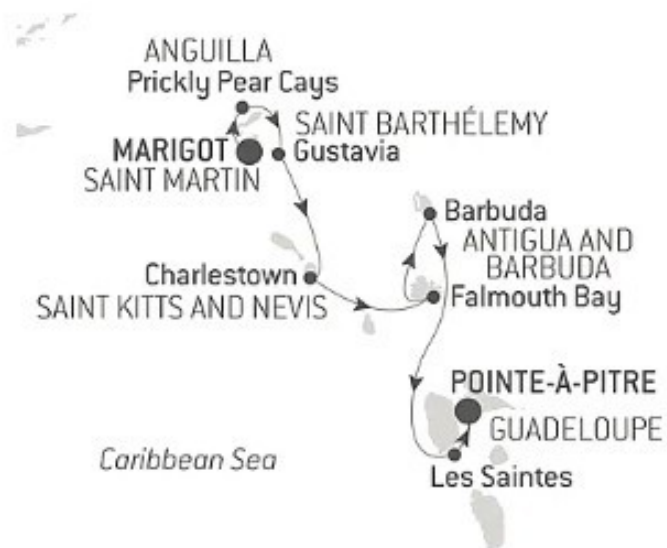 ANGUILLA
Prickly Pear Cays
SAINT BARTHÉLEMY
MARIGOT
Gustavia
SAINT MARTIN
Barbuda
ANTIGUA AND
BARBUDA
Charlestown
Falmouth Bay
SAINT KITTS AND NEVIS
POINTE-À-PITRE
GUADELOUPE
Caribbean Sea
Les Saintes